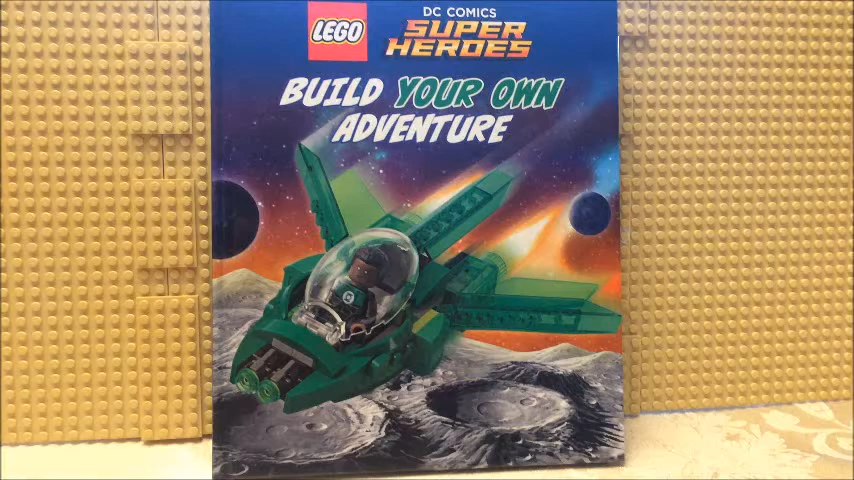 LEGO
DC COMICS
SUPER
HEROES
BUILD YOUR OWN
ADVENTURE